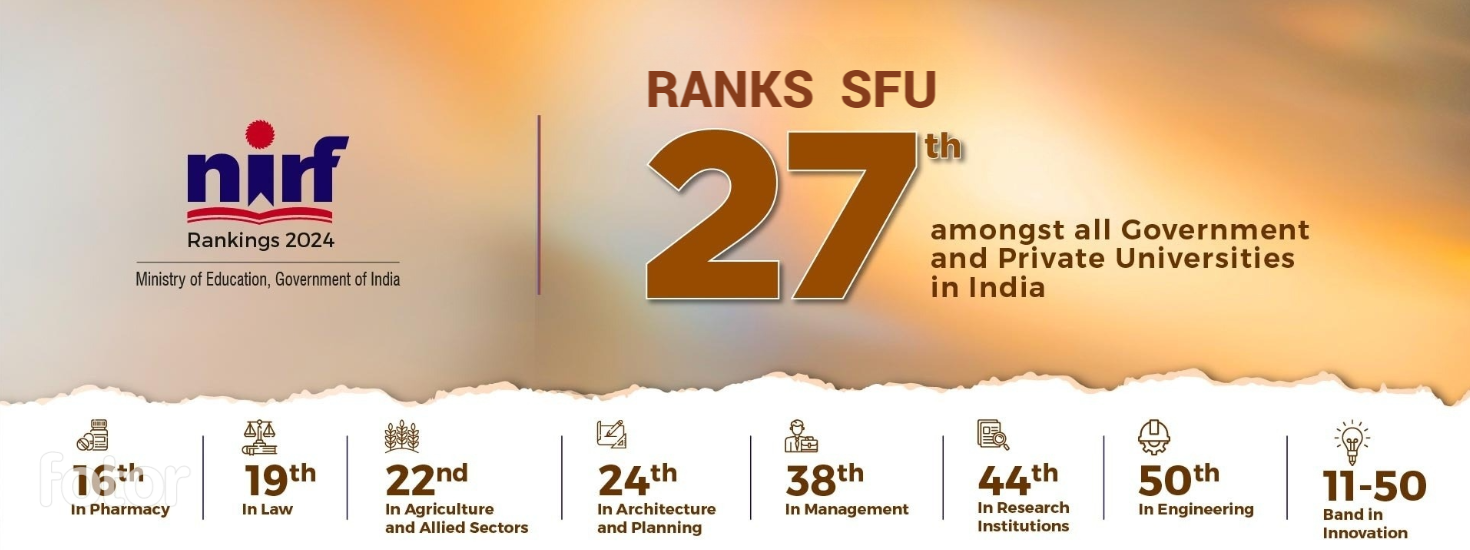 nirf
Rankings 2024
Ministry of Education, Government of India
RANKS SFU
27th
amongst all Government
and Private Universities
in India
16th
In Pharmacy
fotor
19th
In Law
22nd
In Agriculture
and Allied Sectors
24th
In Architecture
and Planning
38th
In Management
44th
In Research
Institutions
50th
In Engineering
11-50
Band in
Innovation